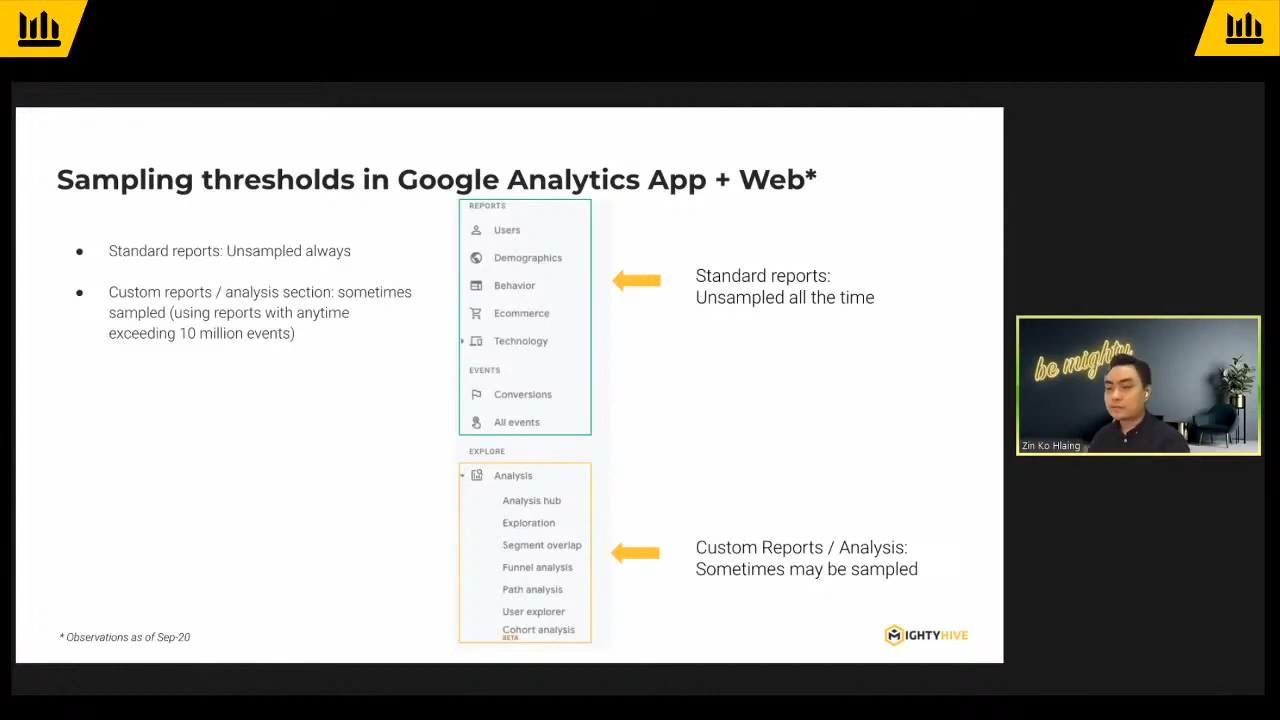 Sampling thresholds in Google Analytics App + Web*
● Standard reports: Unsampled always
● Custom reports / analysis section: sometimes
sampled (using reports with anytime
exceeding 10 million events)
REPORTS
Users
Demographics
Behavior
Ecommerce
Technology
EVENTS
Conversions
All events
EXPLORE
Analysis
Analysis hub
Exploration
Segment overlap
Funnel analysis
Path analysis
User explorer
Cohort analysis
BETA
Standard reports:
Unsampled all the time
Custom Reports / Analysis:
Sometimes may be sampled
* Observations as of Sep-20
MIGHTYHIVE
be mighty
Zin Ko Hlaing